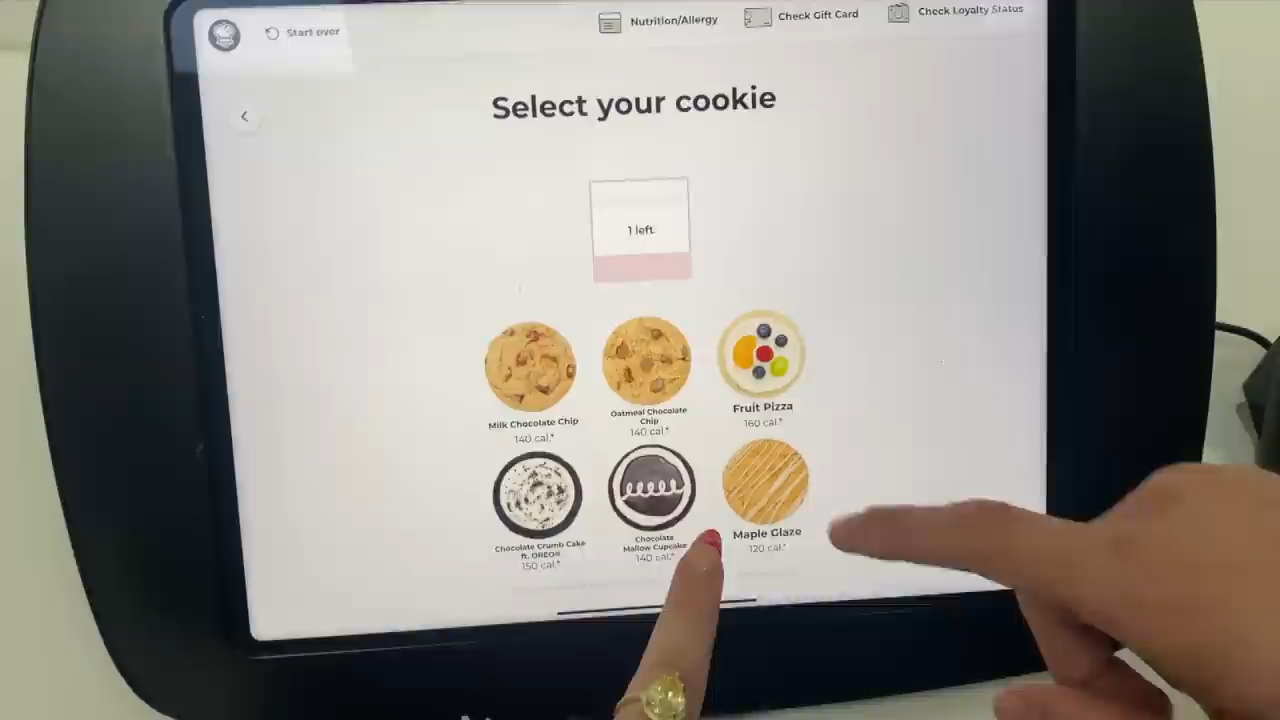 Start over
Nutrition/Allergy
Check Gift Card
Check Loyalty Status
Select your cookie
1 left
Milk Chocolate Chip
140 cal.*
Oatmeal Chocolate
Chip
140 cal.*
Fruit Pizza
160 cal.*
Chocolate Crumb Cake
ft. OREO®
150 cal.*
Chocolate
Mallow Cupcake
140 cal.*
Maple Glaze
120 cal.*